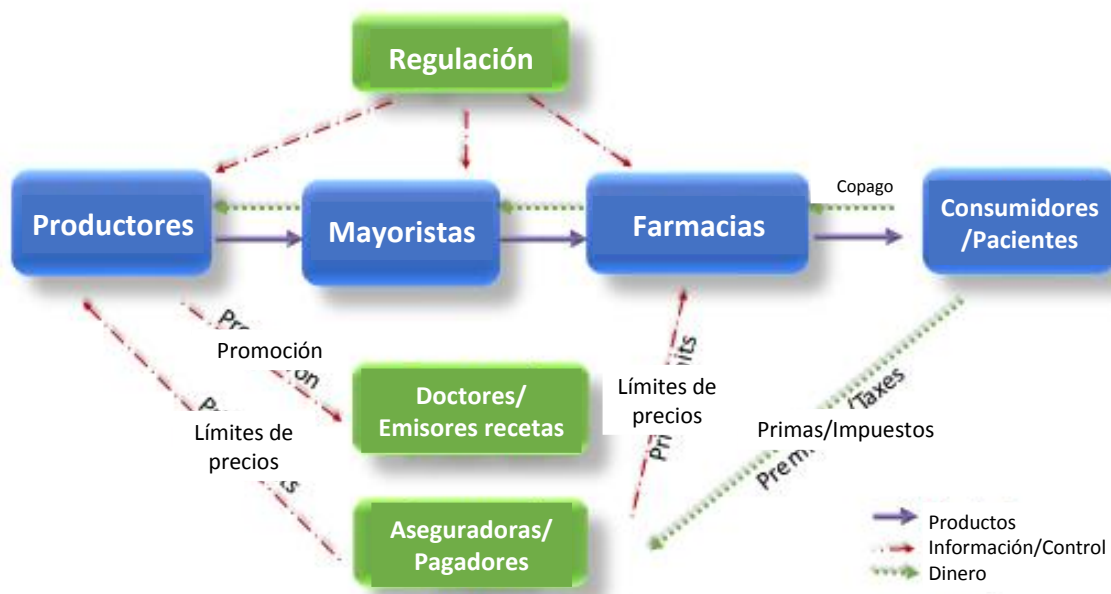 Regulación
Copago
Productores
Mayoristas
Farmacias
Consumidores
/Pacientes
Promoción
Límites de
precios
Doctores/
Emisores recetas
Límites de
precios
Primas/Impuestos
/Taxes
Aseguradoras/
Pagadores
Productos
Información/Control
Dinero